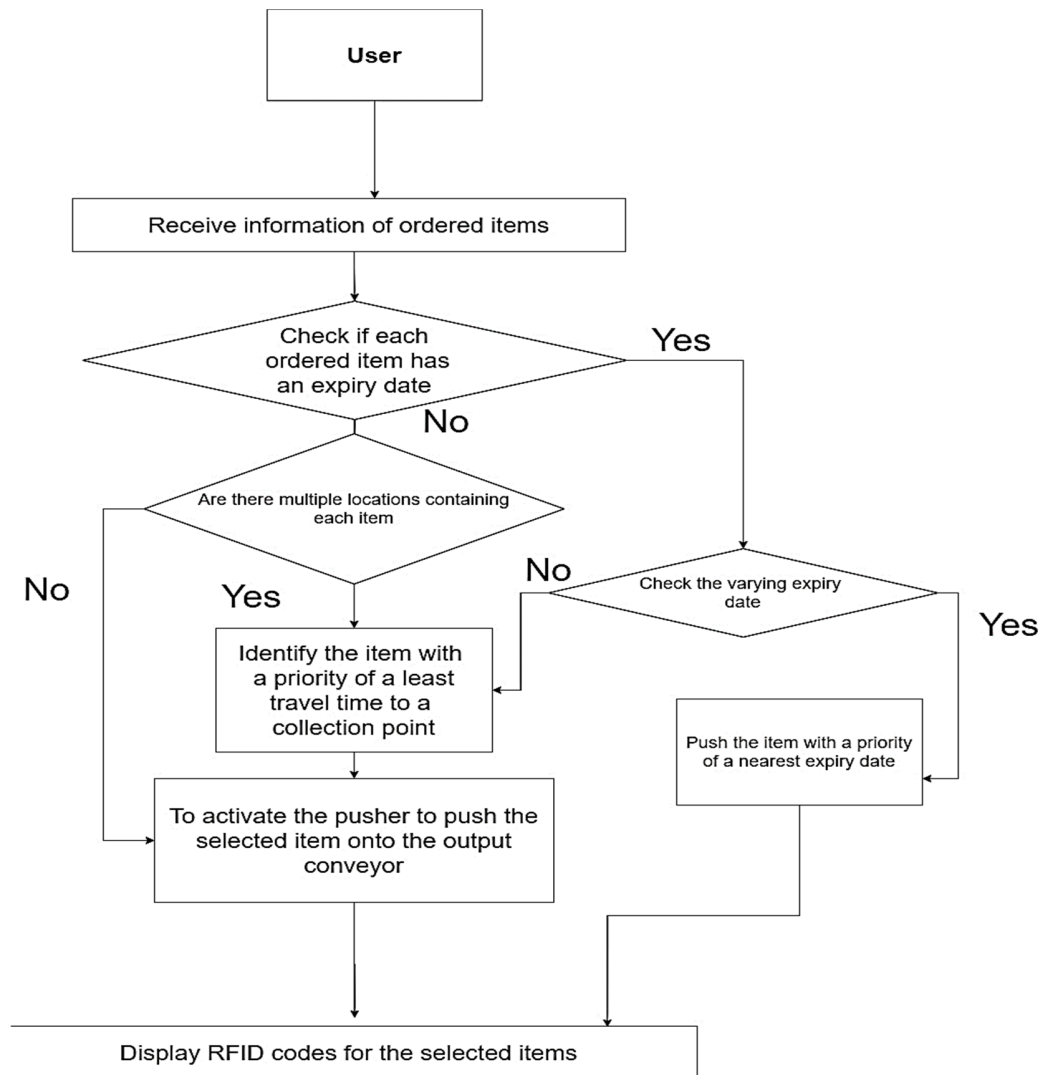 User
Receive information of ordered items
Check if each
ordered item has
an expiry date
Yes
No
Are there multiple locations containing
each item
No
Yes
No
Check the varying expiry
date
Yes
Identify the item with
a priority of a least
travel time to a
collection point
Push the item with a priority
of a nearest expiry date
To activate the pusher to push the
selected item onto the output
conveyor
Display RFID codes for the selected items